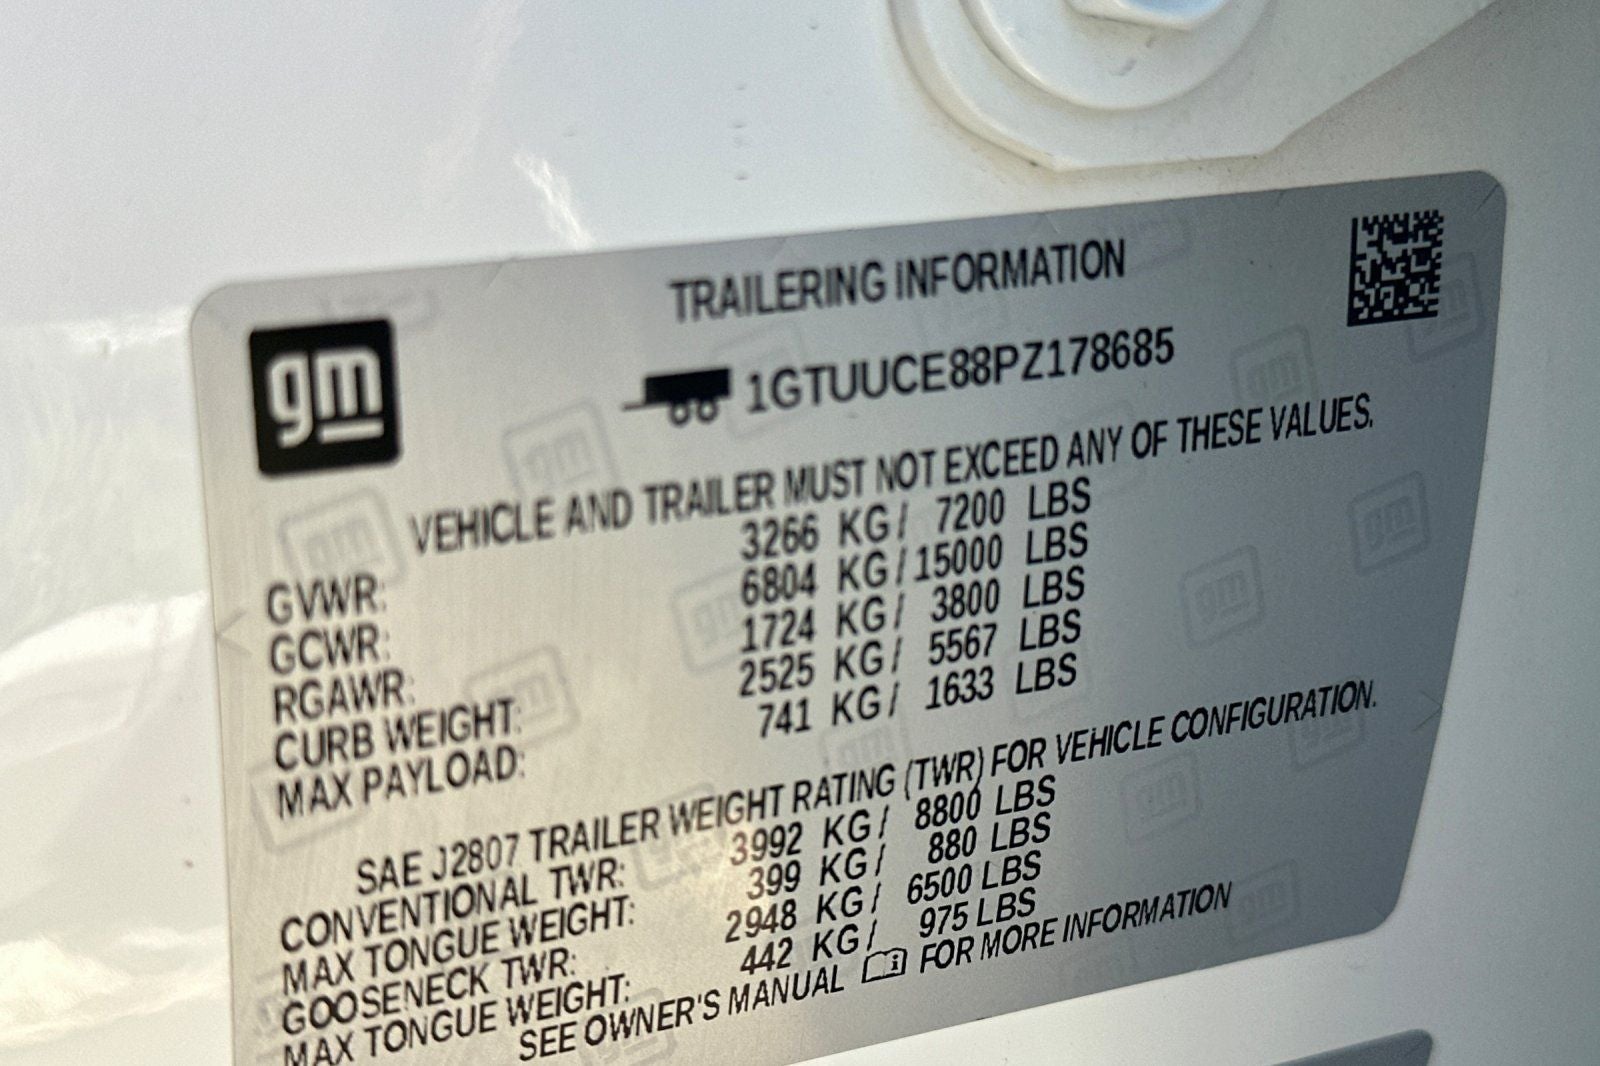 gm
TRAILERING INFORMATION
1GTUUCE88PZ178685
VEHICLE AND TRAILER MUST NOT EXCEED ANY OF THESE VALUES.
GVWR: 3266 KG/ 7200 LBS
GCWR: 6804 KG/ 15000 LBS
RGAWR: 1724 KG/ 3800 LBS
CURB WEIGHT: 2525 KG/ 5567 LBS
MAX PAYLOAD: 741 KG/ 1633 LBS
SAE J2807 TRAILER WEIGHT RATING (TWR) FOR VEHICLE CONFIGURATION.
CONVENTIONAL TWR: 3992 KG/ 8800 LBS
MAX TONGUE WEIGHT: 399 KG/ 880 LBS
GOOSENECK TWR: 2948 KG/ 6500 LBS
MAX TONGUE WEIGHT: 442 KG/ 975 LBS
SEE OWNER'S MANUAL FOR MORE INFORMATION